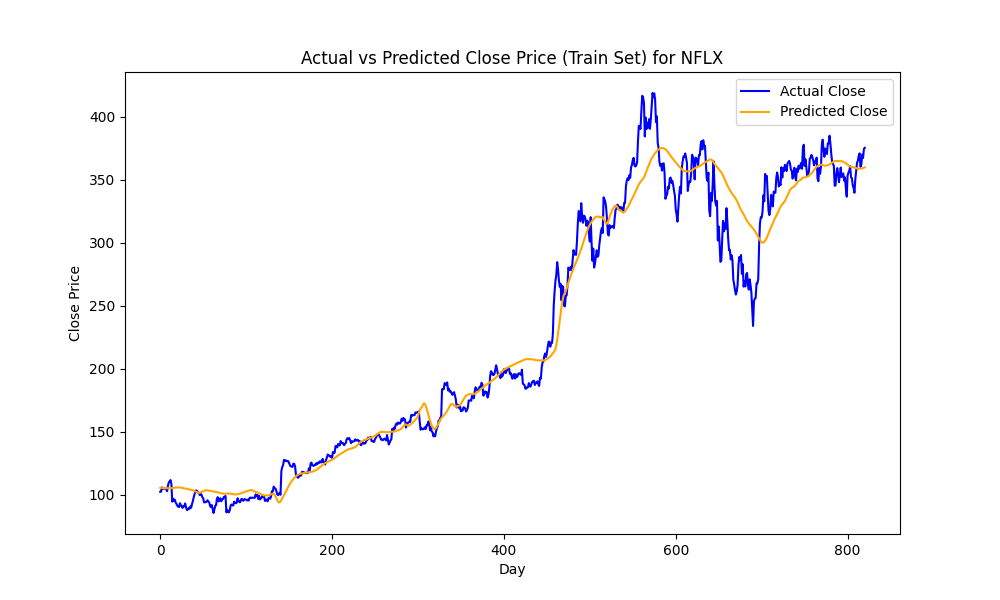 Actual vs Predicted Close Price (Train Set) for NFLX
Actual Close
Predicted Close
Close Price
400
350
300
250
200
150
100
0
200
400
600
800
Day